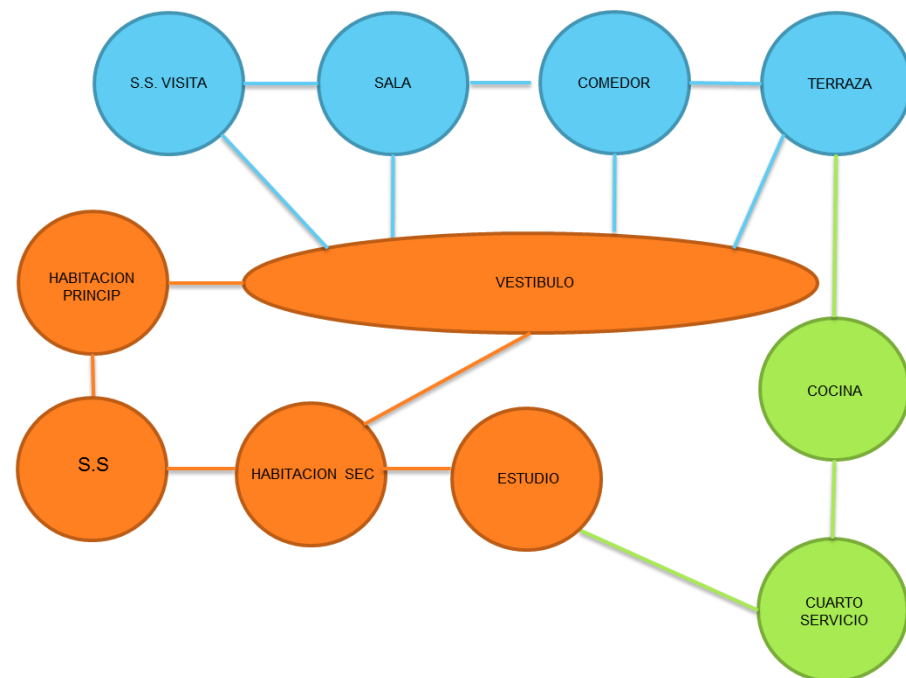 S.S. VISITA
SALA
COMEDOR
TERRAZA
HABITACION
PRINCIP
VESTIBULO
COCINA
S.S
HABITACION  SEC
ESTUDIO
CUARTO
SERVICIO